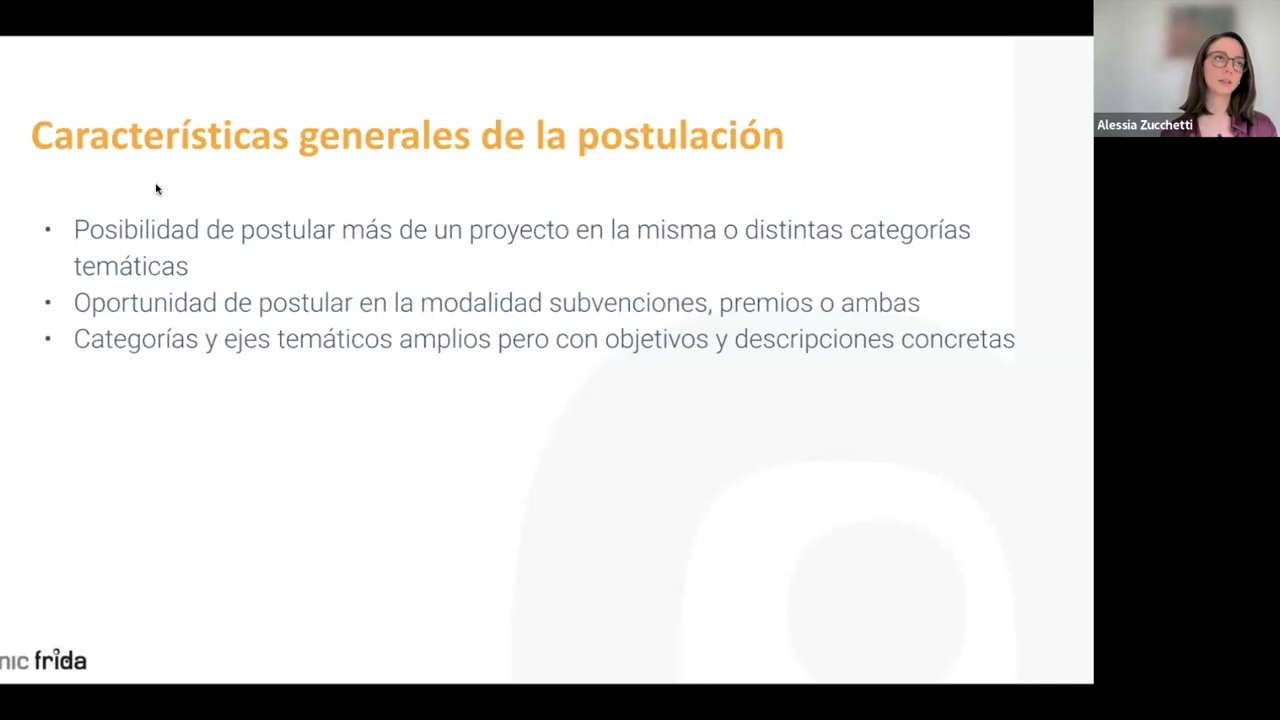 Características generales de la postulación
• Posibilidad de postular más de un proyecto en la misma o distintas categorías
temáticas
• Oportunidad de postular en la modalidad subvenciones, premios o ambas
• Categorías y ejes temáticos amplios pero con objetivos y descripciones concretas
Alessia Zucchetti
nic frida